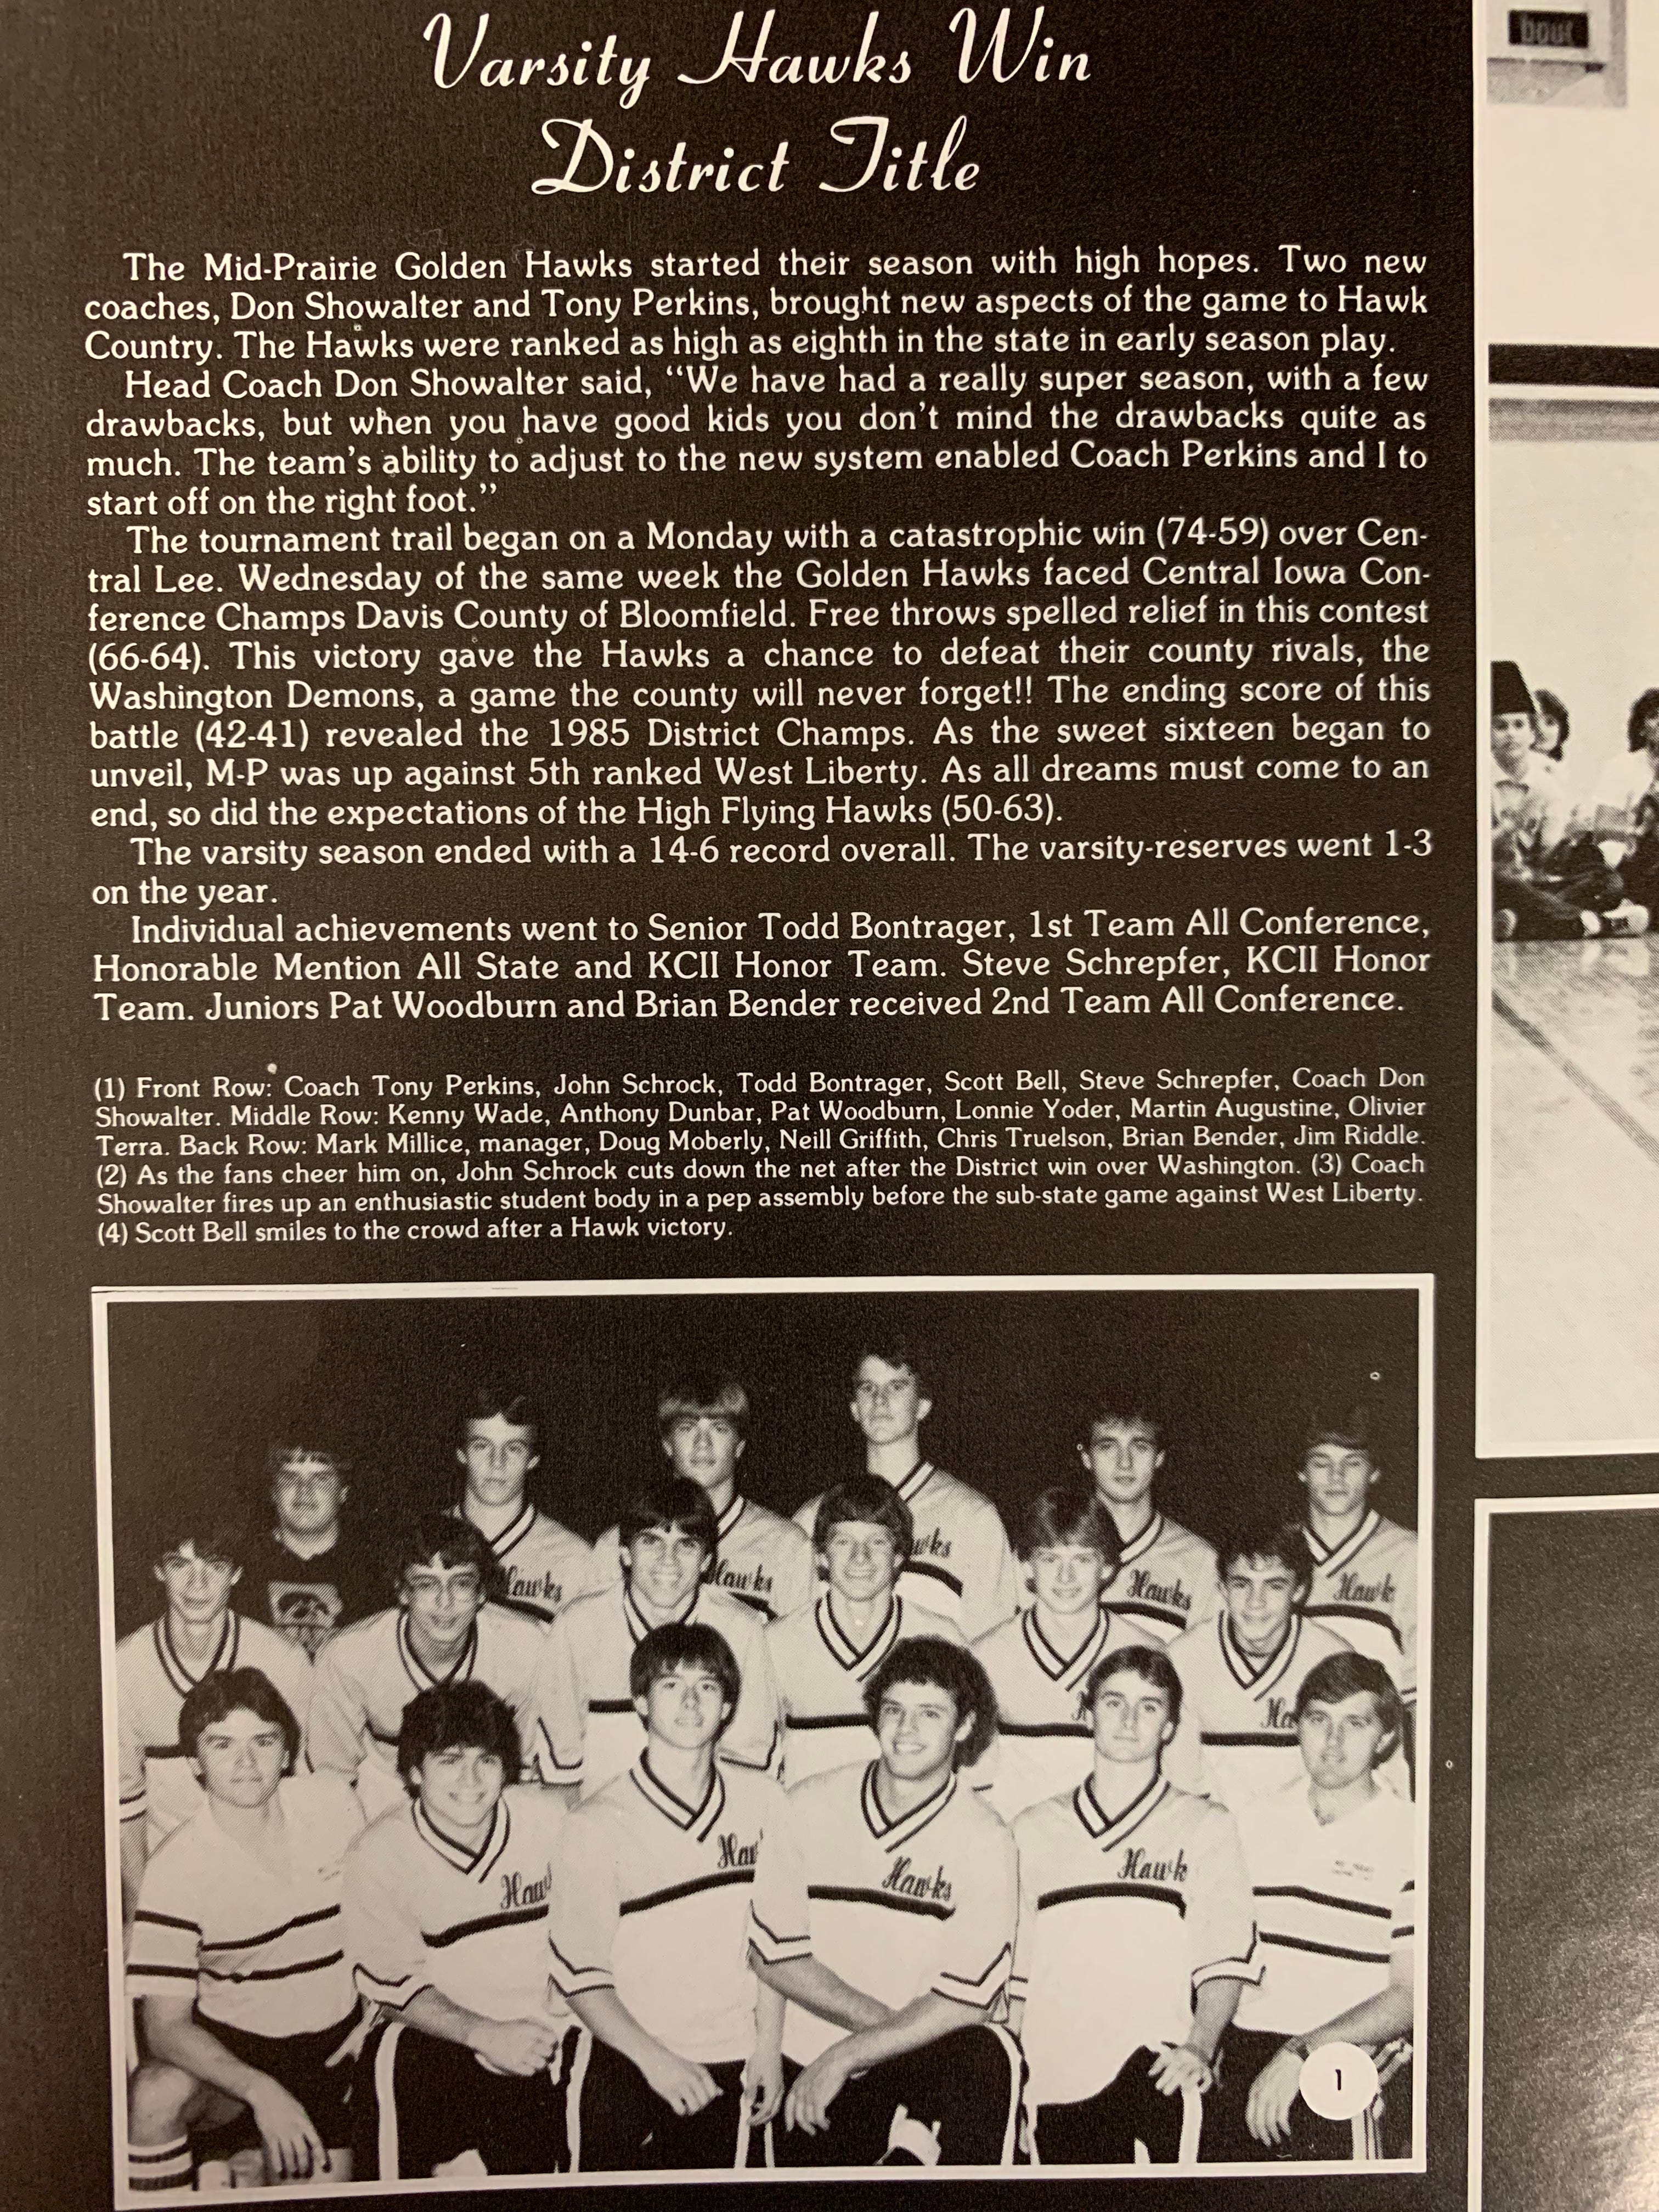 Varsity Hawks Win
District Title
The Mid-Prairie Golden Hawks started their season with high hopes. Two new
coaches, Don Showalter and Tony Perkins, brought new aspects of the game to Hawk
Country. The Hawks were ranked as high as eighth in the state in early season play.
Head Coach Don Showalter said, “We have had a really super season, with a few
drawbacks, but when you have good kids you don’t mind the drawbacks quite as
much. The team’s ability to adjust to the new system enabled Coach Perkins and I to
start off on the right foot.”
The tournament trail began on a Monday with a catastrophic win (74-59) over Cen-
tral Lee. Wednesday of the same week the Golden Hawks faced Central Iowa Con-
ference Champs Davis County of Bloomfield. Free throws spelled relief in this contest
(66-64). This victory gave the Hawks a chance to defeat their county rivals, the
Washington Demons, a game the county will never forget!! The ending score of this
battle (42-41) revealed the 1985 District Champs. As the sweet sixteen began to
unveil, M-P was up against 5th ranked West Liberty. As all dreams must come to an
end, so did the expectations of the High Flying Hawks (50-63).
The varsity season ended with a 14-6 record overall. The varsity-reserves went 1-3
on the year.
Individual achievements went to Senior Todd Bontrager, 1st Team All Conference,
Honorable Mention All State and KCII Honor Team. Steve Schrepfer, KCII Honor
Team. Juniors Pat Woodburn and Brian Bender received 2nd Team All Conference.
(1) Front Row: Coach Tony Perkins, John Schrock, Todd Bontrager, Scott Bell, Steve Schrepfer, Coach Don
Showalter. Middle Row: Kenny Wade, Anthony Dunbar, Pat Woodburn, Lonnie Yoder, Martin Augustine, Olivier
Terra. Back Row: Mark Millice, manager, Doug Moberly, Neill Griffith, Chris Truelson, Brian Bender, Jim Riddle.
(2) As the fans cheer him on, John Schrock cuts down the net after the District win over Washington. (3) Coach
Showalter fires up an enthusiastic student body in a pep assembly before the sub-state game against West Liberty.
(4) Scott Bell smiles to the crowd after a Hawk victory.
Hawks
Hawks
Hawks
Hawk
Hawks
Hawk
1